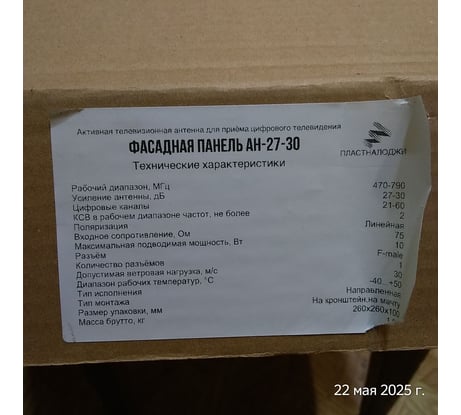 Активная телевизионная антенна для приёма цифрового телевидения
ФАСАДНАЯ ПАНЕЛЬ АН-27-30
ПЛАСТНАЛОДЖИ
Технические характеристики
Рабочий диапазон, МГц 470-790
Усиление антенны, дБ 27-30
Цифровые каналы 21-60
КСВ в рабочем диапазоне частот, не более 2
Поляризация Линейная
Входное сопротивление, Ом 75
Максимальная подводимая мощность, Вт 10
Разъём F-male
Количество разъёмов 1
Допустимая ветровая нагрузка, м/с 30
Диапазон рабочих температур, °С -40...+50
Тип исполнения Направленная
Тип монтажа На кронштейн,на мачту
Размер упаковки, мм 260x260x100
Масса брутто, кг
22 мая 2025 г.